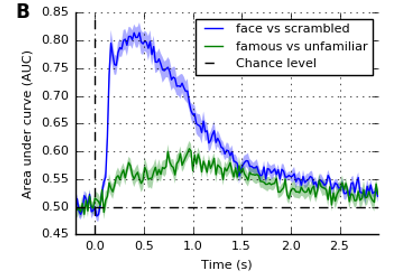 B
0.85
0.80
0.75
0.70
0.65
0.60
0.55
0.50
0.45
Area under curve (AUC)
face vs scrambled
famous vs unfamiliar
Chance level
0.0 0.5 1.0 1.5 2.0 2.5
Time (s)